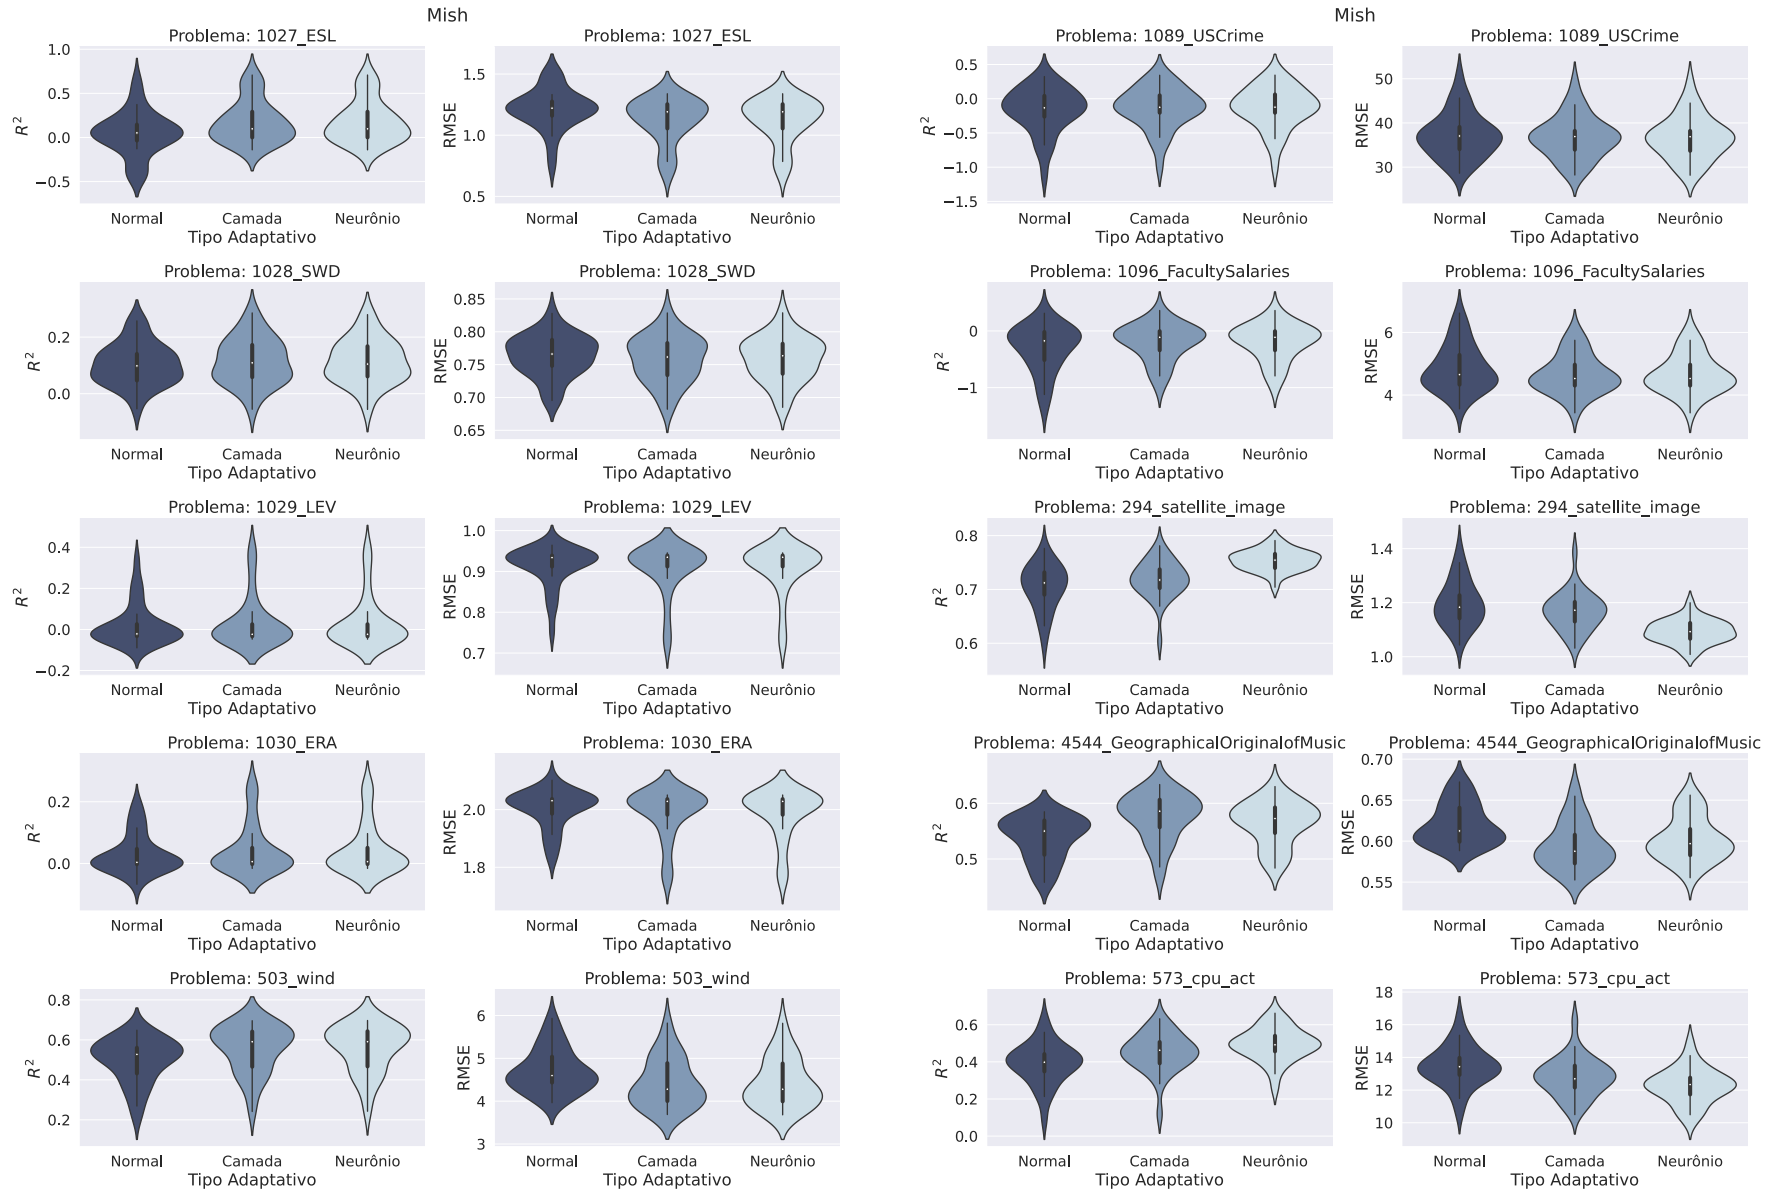 Mish
Problema: 1027_ESL
R²
1.0
0.5
0.0
−0.5
Normal Camada Neurônio
Tipo Adaptativo
Problema: 1027_ESL
RMSE
1.5
1.0
0.5
Normal Camada Neurônio
Tipo Adaptativo
Problema: 1028_SWD
R²
0.2
0.0
Normal Camada Neurônio
Tipo Adaptativo
Problema: 1028_SWD
RMSE
0.85
0.80
0.75
0.70
0.65
Normal Camada Neurônio
Tipo Adaptativo
Problema: 1029_LEV
R²
0.4
0.2
0.0
−0.2
Normal Camada Neurônio
Tipo Adaptativo
Problema: 1029_LEV
RMSE
1.0
0.9
0.8
0.7
Normal Camada Neurônio
Tipo Adaptativo
Problema: 1030_ERA
R²
0.2
0.0
Normal Camada Neurônio
Tipo Adaptativo
Problema: 1030_ERA
RMSE
2.0
1.8
Normal Camada Neurônio
Tipo Adaptativo
Problema: 503_wind
R²
0.8
0.6
0.4
0.2
Normal Camada Neurônio
Tipo Adaptativo
Problema: 503_wind
RMSE
6
5
4
3
Normal Camada Neurônio
Tipo Adaptativo
Mish
Problema: 1089_USCrime
R²
0.5
0.0
−0.5
−1.0
−1.5
Normal Camada Neurônio
Tipo Adaptativo
Problema: 1089_USCrime
RMSE
50
40
30
Normal Camada Neurônio
Tipo Adaptativo
Problema: 1096_FacultySalaries
R²
0
−1
Normal Camada Neurônio
Tipo Adaptativo
Problema: 1096_FacultySalaries
RMSE
6
4
Normal Camada Neurônio
Tipo Adaptativo
Problema: 294_satellite_image
R²
0.8
0.7
0.6
Normal Camada Neurônio
Tipo Adaptativo
Problema: 294_satellite_image
RMSE
1.4
1.2
1.0
Normal Camada Neurônio
Tipo Adaptativo
Problema: 4544_GeographicalOriginalofMusic
R²
0.6
0.5
Normal Camada Neurônio
Tipo Adaptativo
Problema: 4544_GeographicalOriginalofMusic
RMSE
0.70
0.65
0.60
0.55
Normal Camada Neurônio
Tipo Adaptativo
Problema: 573_cpu_act
R²
0.6
0.4
0.2
0.0
Normal Camada Neurônio
Tipo Adaptativo
Problema: 573_cpu_act
RMSE
18
16
14
12
10
Normal Camada Neurônio
Tipo Adaptativo